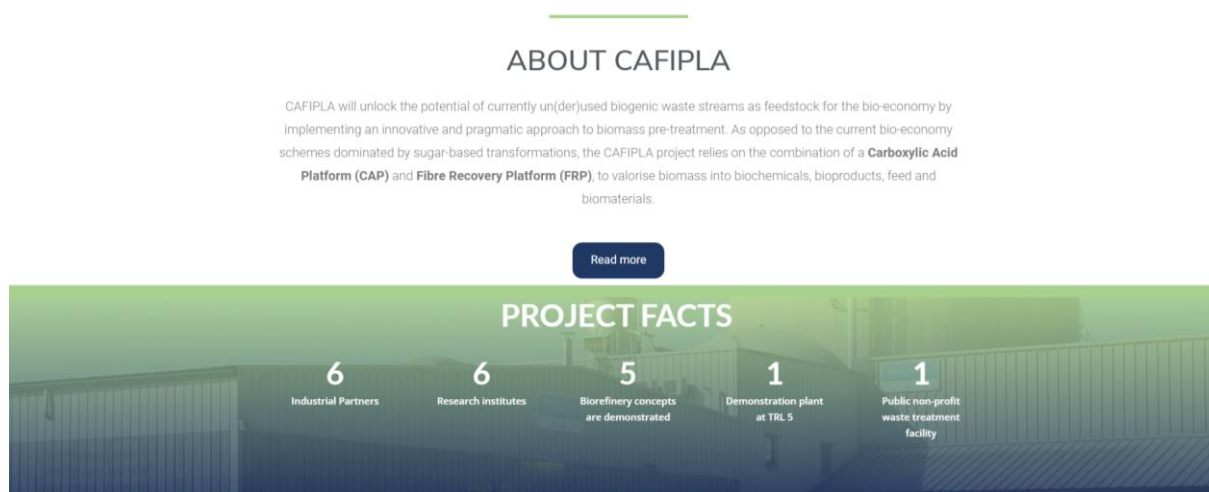 ABOUT CAFIPLA
CAFIPLA will unlock the potential of currently un(der)used biogenic waste streams as feedstock for the bio-economy by
implementing an innovative and pragmatic approach to biomass pre-treatment. As opposed to the current bio-economy
schemes dominated by sugar-based transformations, the CAFIPLA project relies on the combination of a Carboxylic Acid
Platform (CAP) and Fibre Recovery Platform (FRP), to valorise biomass into biochemicals, bioproducts, feed and
biomaterials.
Read more
PROJECT FACTS
6
Industrial Partners
6
Research institutes
5
Biorefinery concepts
are demonstrated
1
Demonstration plant
at TRL 5
1
Public non-profit
waste treatment
facility